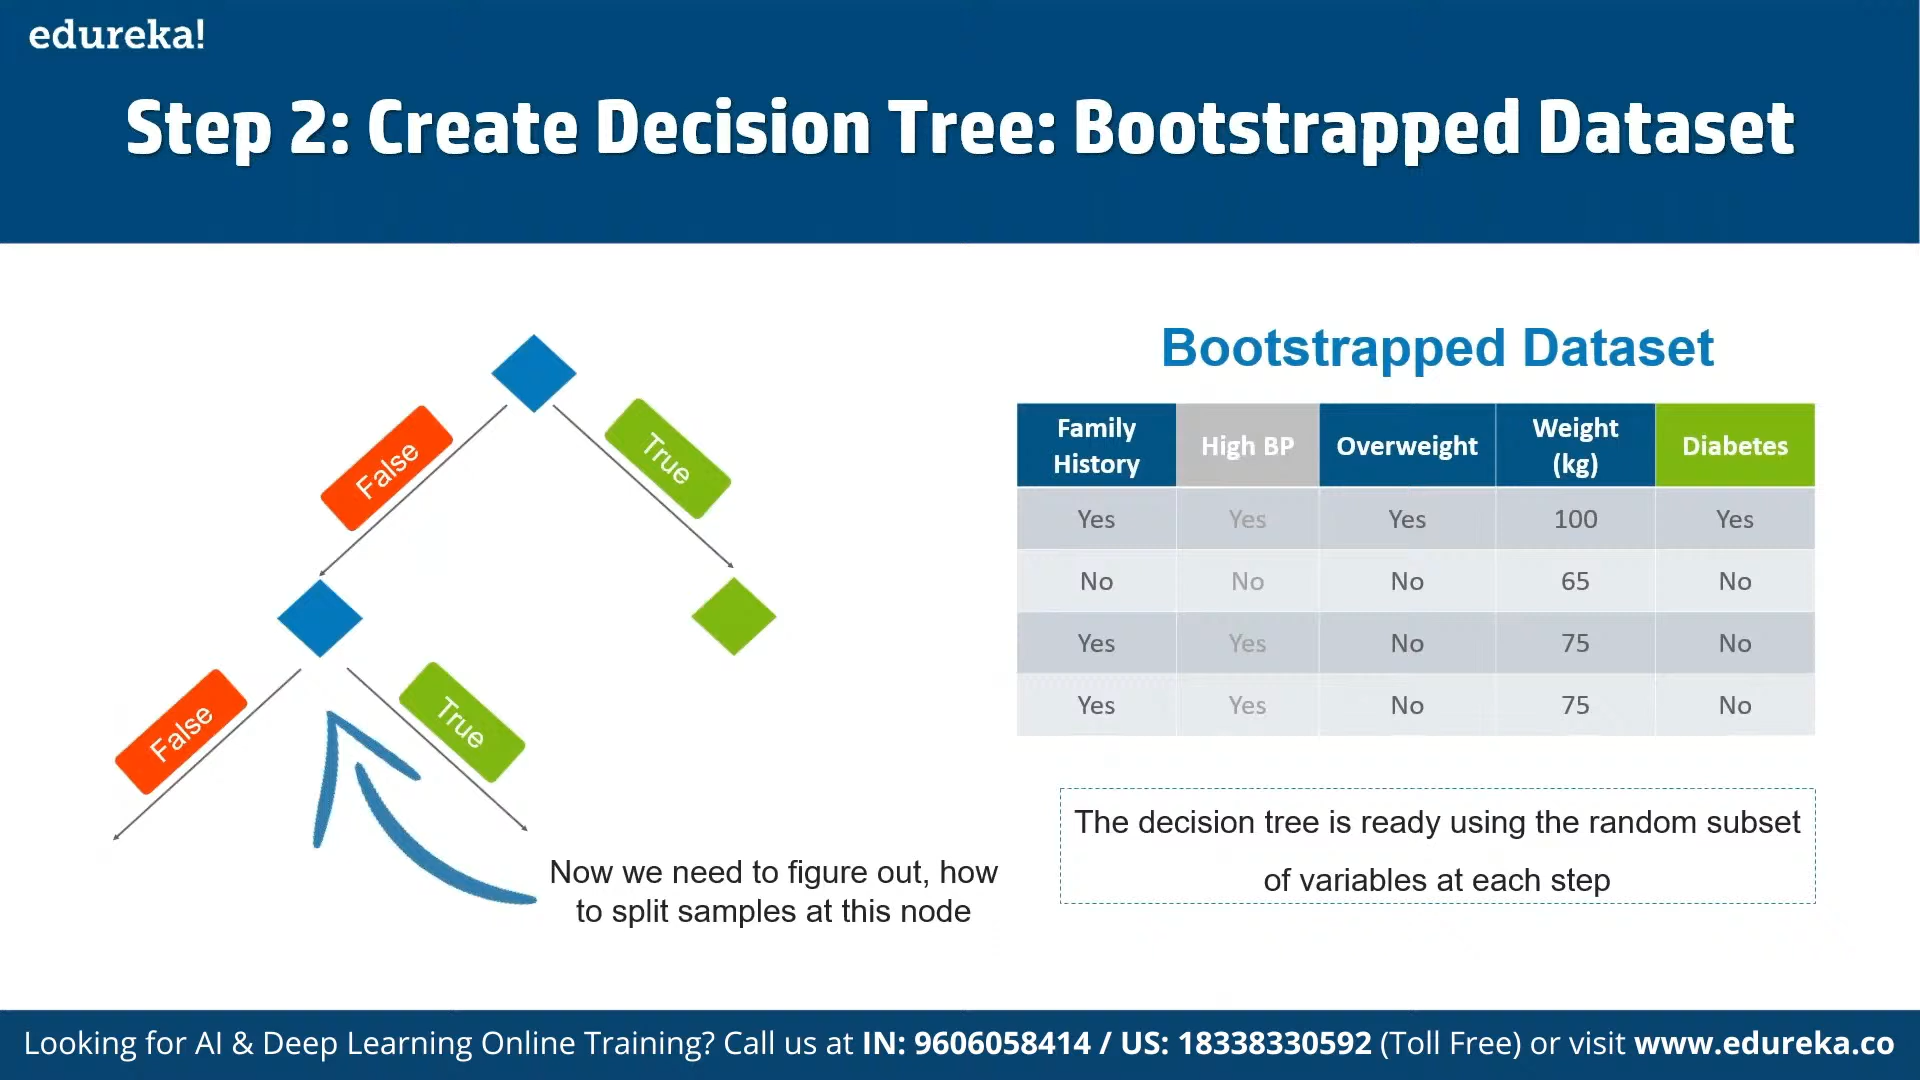 edureka!
Step 2: Create Decision Tree: Bootstrapped Dataset
False
True
False
True
Now we need to figure out, how
to split samples at this node
Bootstrapped Dataset
Family History High BP Overweight Weight (kg) Diabetes
Yes Yes Yes 100 Yes
No No No 65 No
Yes Yes No 75 No
Yes Yes No 75 No
The decision tree is ready using the random subset
of variables at each step
Looking for AI & Deep Learning Online Training? Call us at IN: 9606058414 / US: 18338330592 (Toll Free) or visit www.edureka.co